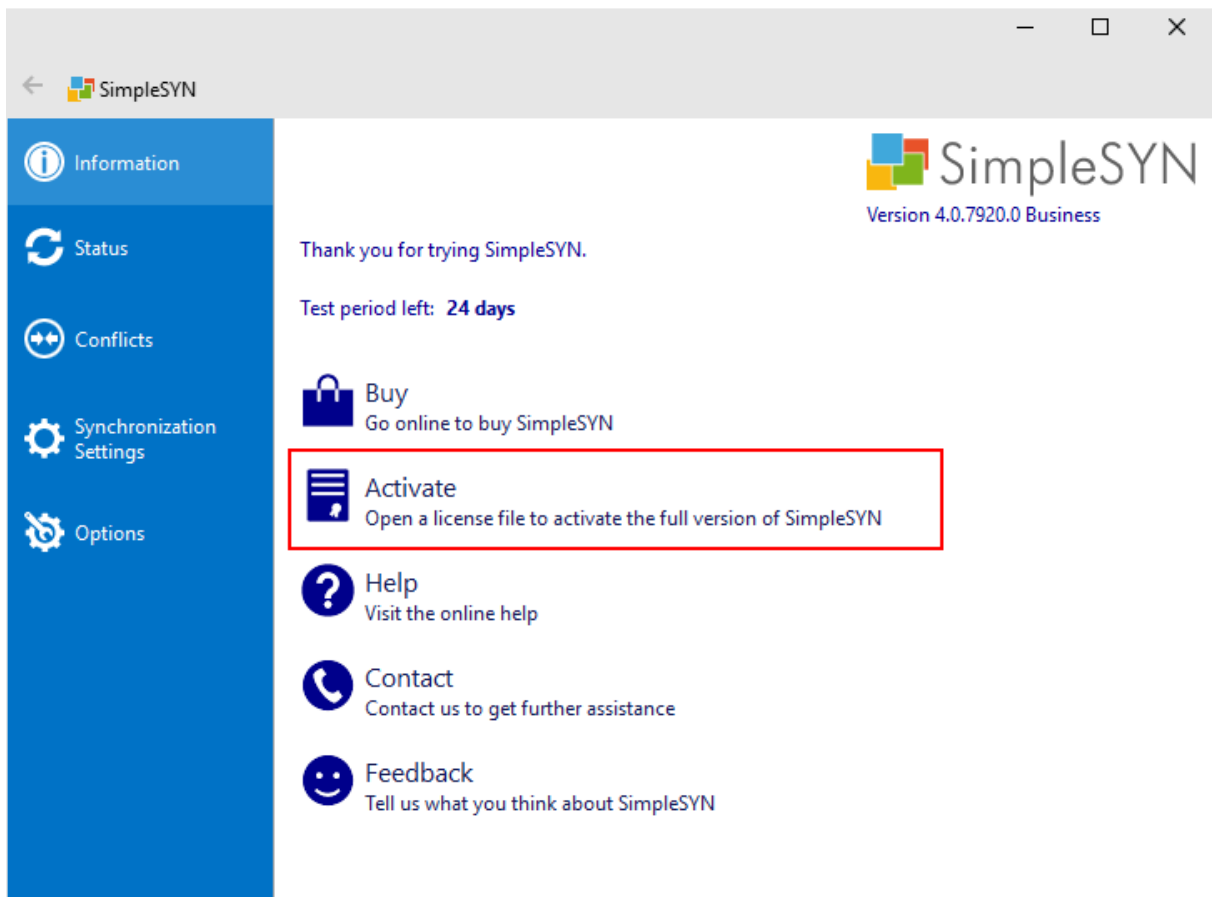 SimpleSYN
Information
Status
Conflicts
Synchronization
Settings
Options
SimpleSYN
Version 4.0.7920.0 Business
Thank you for trying SimpleSYN.
Test period left: 24 days
Buy
Go online to buy SimpleSYN
Activate
Open a license file to activate the full version of SimpleSYN
Help
Visit the online help
Contact
Contact us to get further assistance
Feedback
Tell us what you think about SimpleSYN